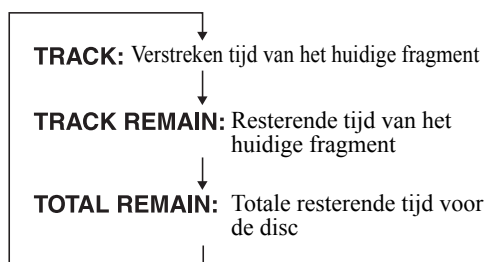 TRACK: Verstreken tijd van het huidige fragment
TRACK REMAIN: Resterende tijd van het
huidige fragment
TOTAL REMAIN: Totale resterende tijd voor
de disc